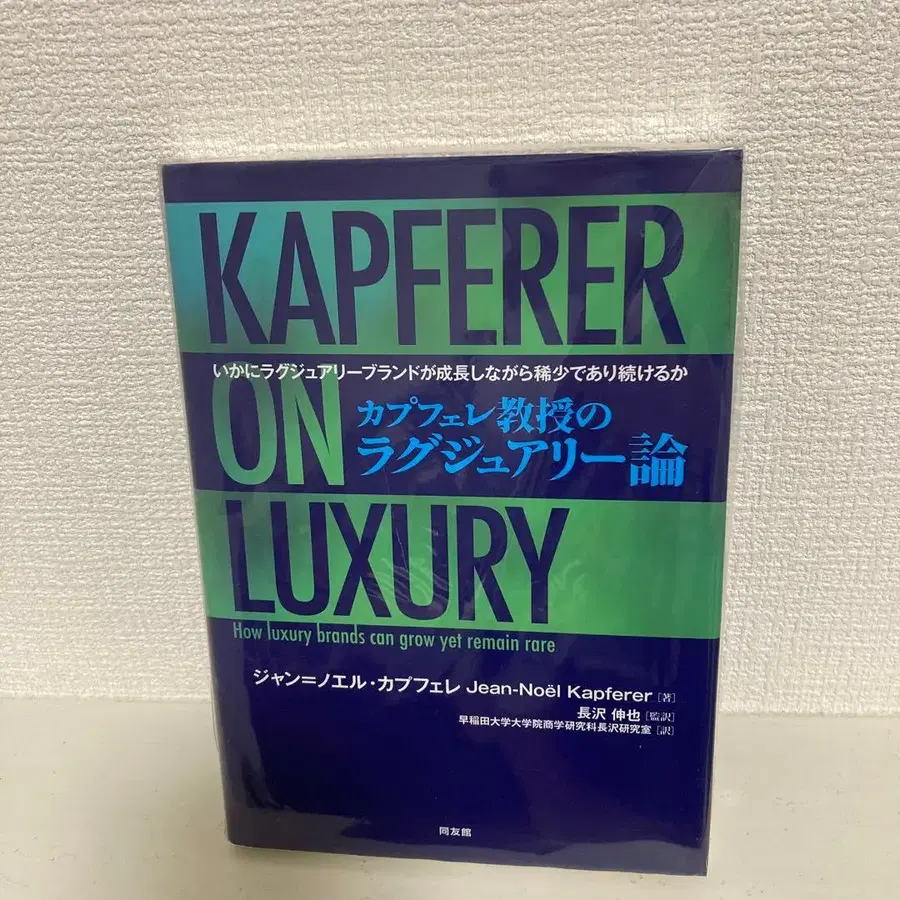 KAPFERER
いかにラグジュアリーブランドが成長しながら稀少であり続けるか
ON
カプフェレ教授の
ラグジュアリー論
LUXURY
How luxury brands can grow yet remain rare
ジャン=ノエル・カプフェレ Jean-Noël Kapferer [著]
長沢 伸也 [監訳]
早稲田大学大学院商学研究科長沢研究室 [訳]
同友館